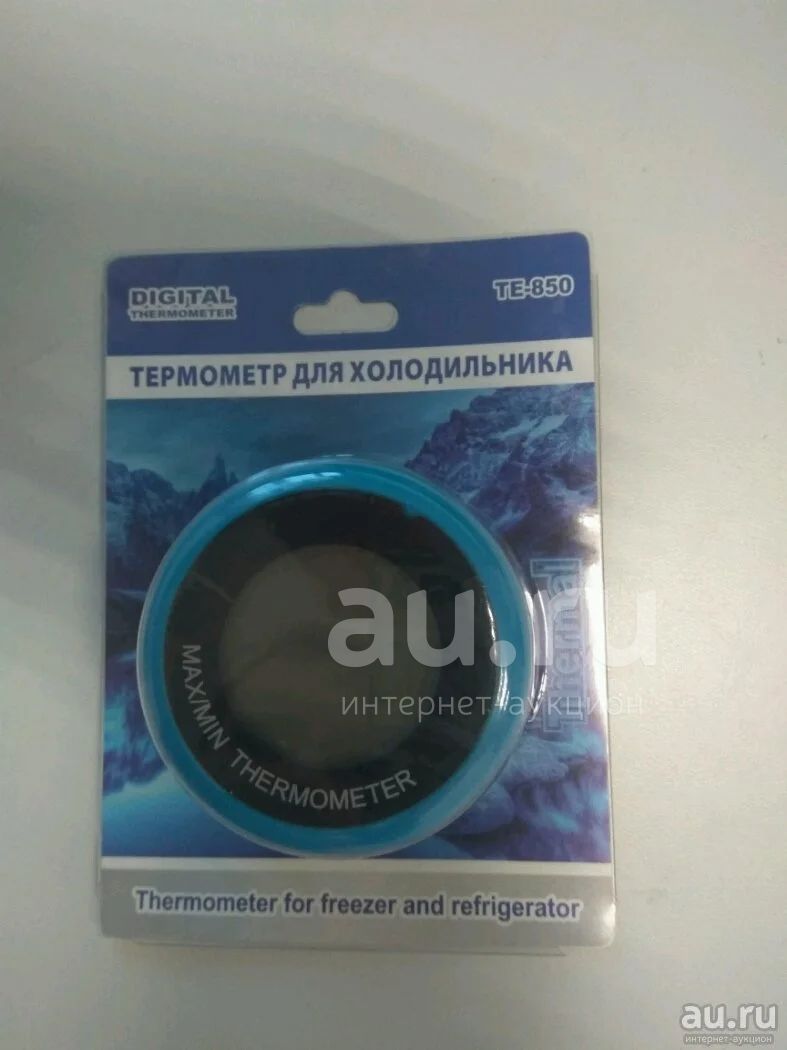 DIGITAL
THERMOMETER
TE-850
ТЕРМОМЕТР ДЛЯ ХОЛОДИЛЬНИКА
Thermal
MAX/MIN THERMOMETER
au.ru
интернет-аукцион
Thermometer for freezer and refrigerator
au.ru
интернет-аукцион